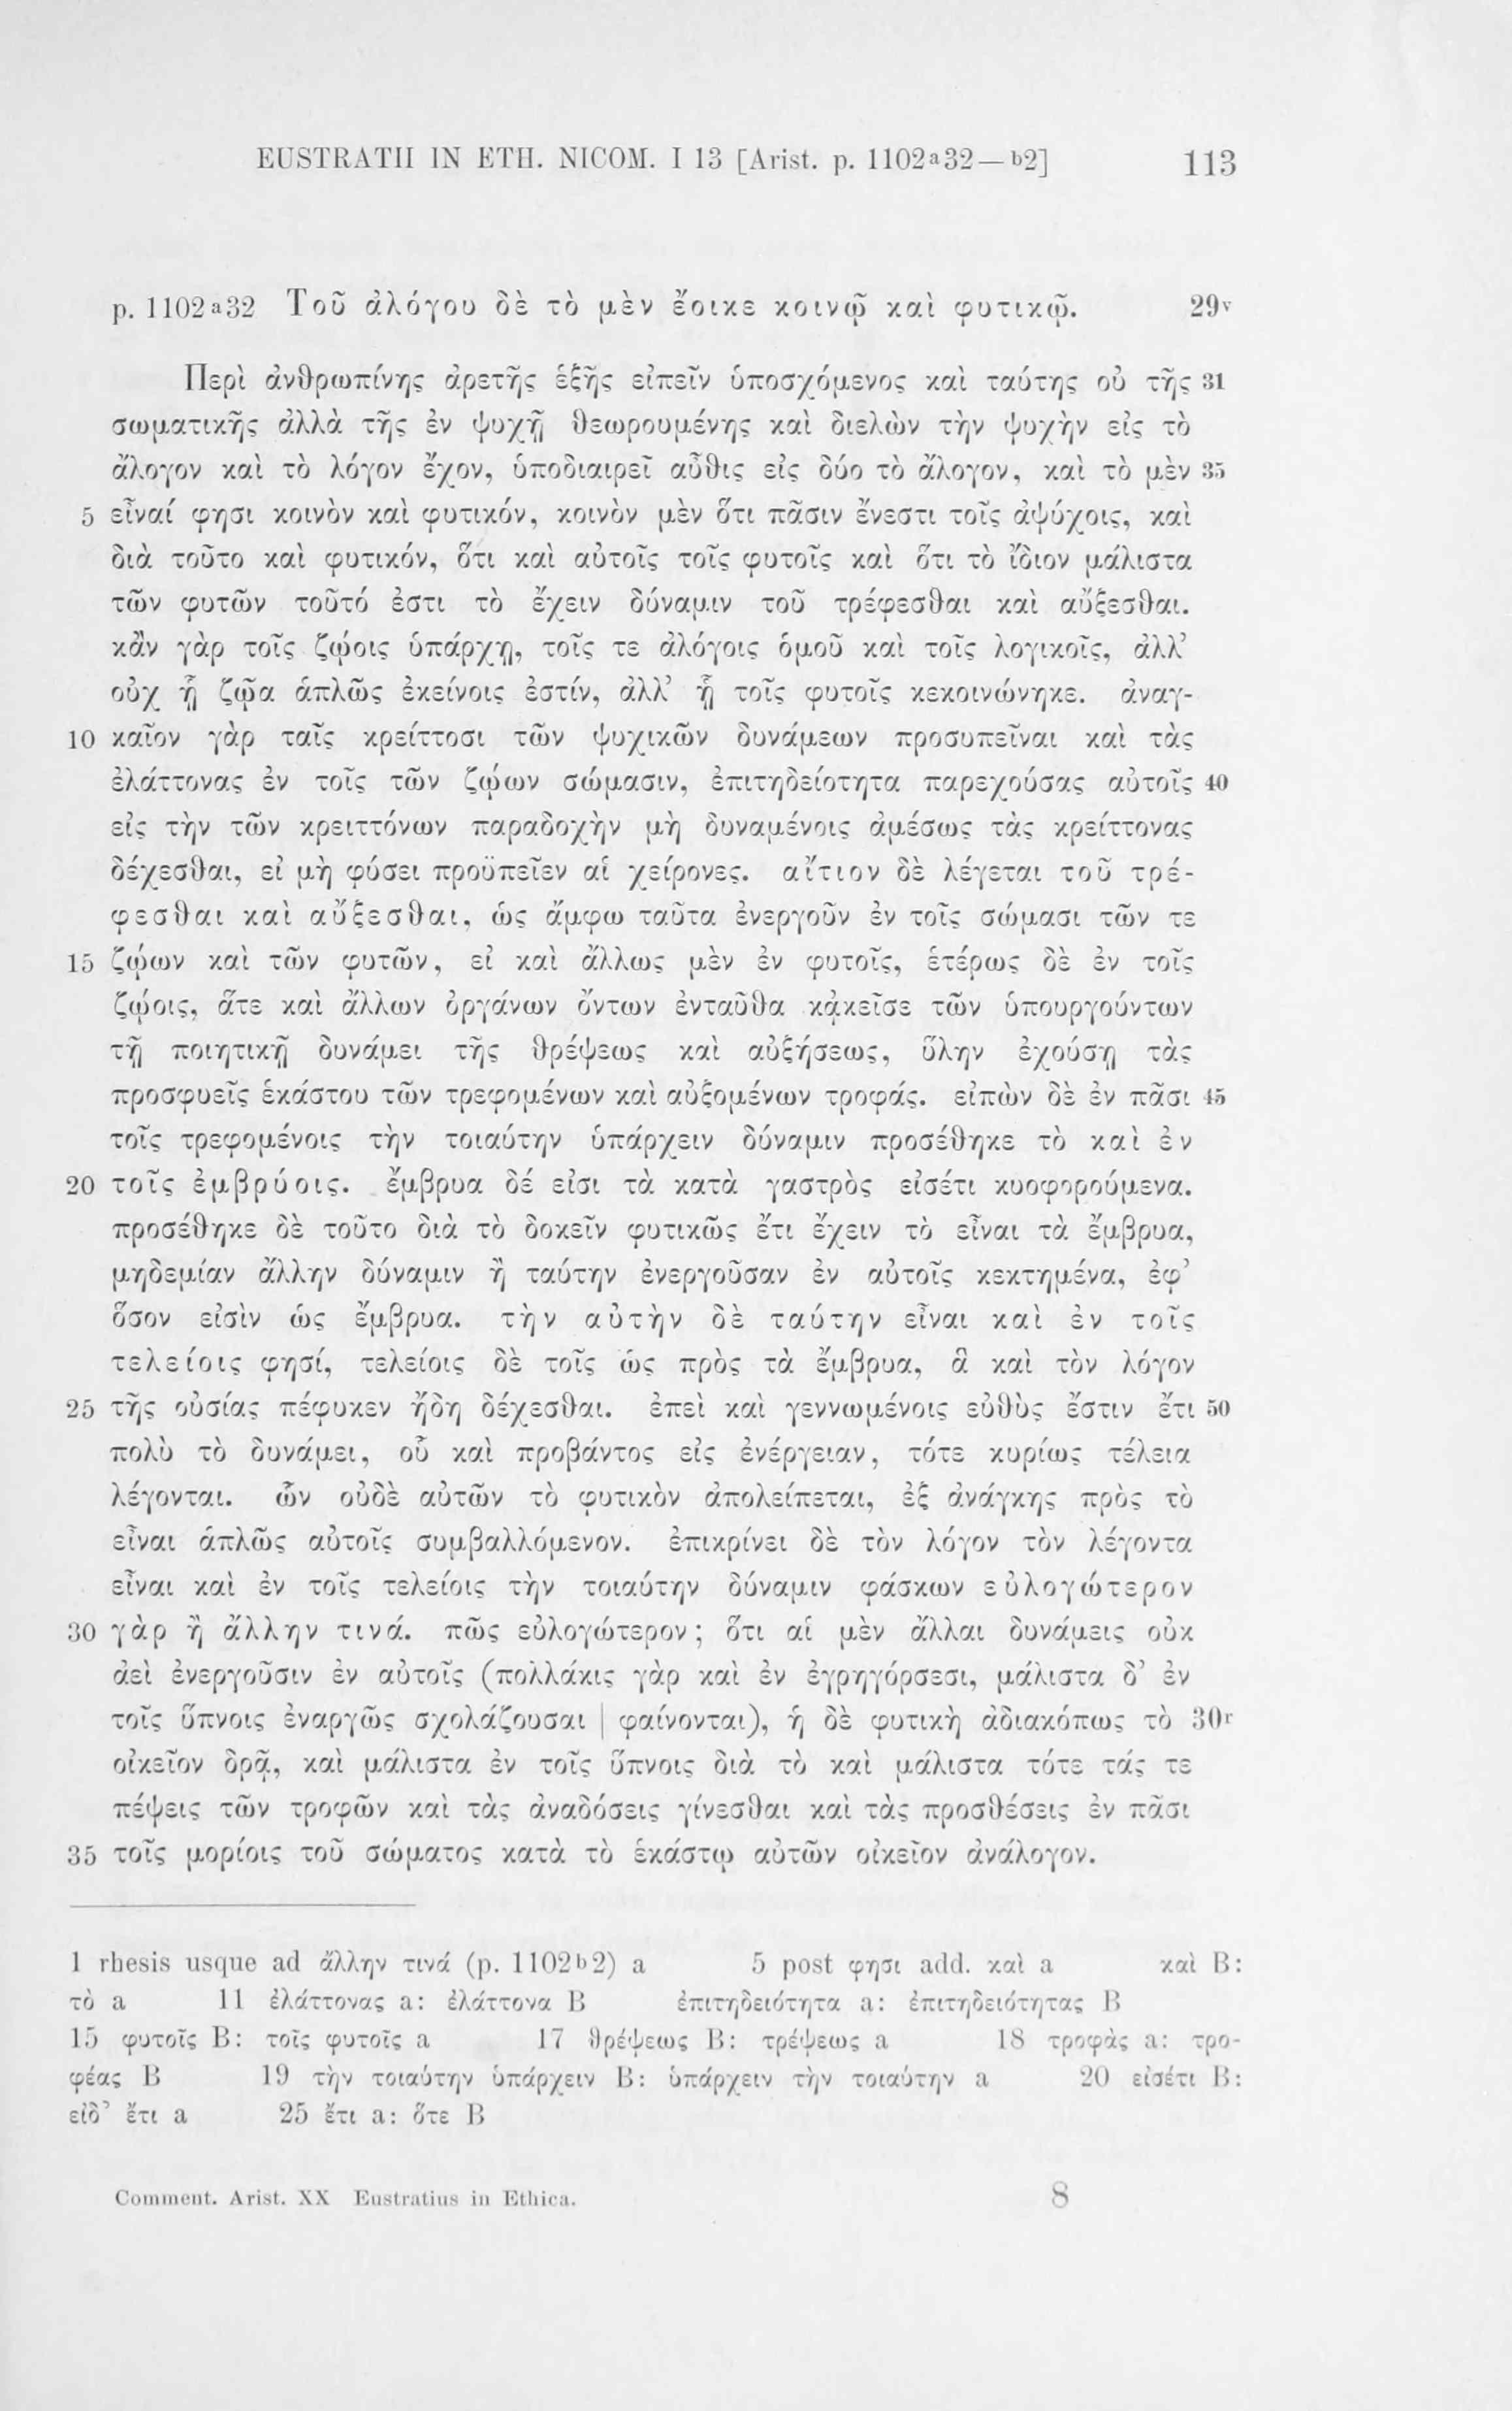 EUSTRATII IN ETH. NICOM. I 13 [Arist. p. 1102a32—b2] 113
p. 1102a32 Τοῦ ἀλόγου δὲ τὸ μὲν ἔοικε κοινῷ καὶ φυτικῷ. 29v
Περὶ ἀνθρωπίνης ἀρετῆς ἑξῆς εἰπεῖν ὑποσχόμενος καὶ ταύτης οὐ τῆς 31
σωματικῆς ἀλλὰ τῆς ἐν ψυχῇ θεωρουμένης καὶ διελὼν τὴν ψυχὴν εἰς τὸ
ἄλογον καὶ τὸ λόγον ἔχον, ὑποδιαιρεῖ αὖθις εἰς δύο τὸ ἄλογον, καὶ τὸ μὲν 35
5 εἶναί φησι κοινὸν καὶ φυτικόν, κοινὸν μὲν ὅτι πᾶσιν ἔνεστι τοῖς ἀψύχοις, καὶ
διὰ τοῦτο καὶ φυτικόν, ὅτι καὶ αὐτοῖς τοῖς φυτοῖς καὶ ὅτι τὸ ἴδιον μάλιστα
τῶν φυτῶν τοῦτό ἐστι τὸ ἔχειν δύναμιν τοῦ τρέφεσθαι καὶ αὔξεσθαι.
κἂν γὰρ τοῖς ζῴοις ὑπάρχῃ, τοῖς τε ἀλόγοις ὁμοῦ καὶ τοῖς λογικοῖς, ἀλλ’
οὐχ ᾗ ζῷα ἁπλῶς ἐκείνοις ἐστίν, ἀλλ’ ᾗ τοῖς φυτοῖς κεκοινώνηκε. ἀναγ-
10 καῖον γὰρ ταῖς κρείττοσι τῶν ψυχικῶν δυνάμεων προσυπεῖναι καὶ τὰς
ἐλάττονας ἐν τοῖς τῶν ζῴων σώμασιν, ἐπιτηδείοτητα παρεχούσας αὐτοῖς 40
εἰς τὴν τῶν κρειττόνων παραδοχὴν μὴ δυναμένοις ἀμέσως τὰς κρείττονας
δέχεσθαι, εἰ μὴ φύσει προϋπεῖεν αἱ χείρονες. αἴτιον δὲ λέγεται τοῦ τρέ-
φεσθαι καὶ αὔξεσθαι, ὡς ἄμφω ταῦτα ἐνεργοῦν ἐν τοῖς σώμασι τῶν τε
15 ζῴων καὶ τῶν φυτῶν, εἰ καὶ ἄλλως μὲν ἐν φυτοῖς, ἑτέρως δὲ ἐν τοῖς
ζῴοις, ἅτε καὶ ἄλλων ὀργάνων ὄντων ἐνταῦθα κἀκεῖσε τῶν ὑπουργούντων
τῇ ποιητικῇ δυνάμει τῆς θρέψεως καὶ αὐξήσεως, ὕλην ἐχούσῃ τὰς
προσφυεῖς ἑκάστου τῶν τρεφομένων καὶ αὐξομένων τροφάς. εἰπὼν δὲ ἐν πᾶσι 45
τοῖς τρεφομένοις τὴν τοιαύτην ὑπάρχειν δύναμιν προσέθηκε τὸ καὶ ἐν
20 τοῖς ἐμβρύοις. ἔμβρυα δέ εἰσι τὰ κατὰ γαστρὸς εἰσέτι κυοφορούμενα.
προσέθηκε δὲ τοῦτο διὰ τὸ δοκεῖν φυτικῶς ἔτι ἔχειν τὸ εἶναι τὰ ἔμβρυα,
μηδεμίαν ἄλλην δύναμιν ἢ ταύτην ἐνεργοῦσαν ἐν αὐτοῖς κεκτημένα, ἐφ’
ὅσον εἰσὶν ὡς ἔμβρυα. τὴν αὐτὴν δὲ ταύτην εἶναι καὶ ἐν τοῖς
τελείοις φησί, τελείοις δὲ τοῖς ὡς πρὸς τὰ ἔμβρυα, ἃ καὶ τὸν λόγον
25 τῆς οὐσίας πέφυκεν ἤδη δέχεσθαι. ἐπεὶ καὶ γεννωμένοις εὐθὺς ἔστιν ἔτι 50
πολὺ τὸ δυνάμει, οὗ καὶ προβάντος εἰς ἐνέργειαν, τότε κυρίως τέλεια
λέγονται. ὧν οὐδὲ αὐτῶν τὸ φυτικὸν ἀπολείπεται, ἐξ ἀνάγκης πρὸς τὸ
εἶναι ἁπλῶς αὐτοῖς συμβαλλόμενον. ἐπικρίνει δὲ τὸν λόγον τὸν λέγοντα
εἶναι καὶ ἐν τοῖς τελείοις τὴν τοιαύτην δύναμιν φάσκων εὐλογώτερον
30 γὰρ ἢ ἄλλην τινά. πῶς εὐλογώτερον; ὅτι αἱ μὲν ἄλλαι δυνάμεις οὐκ
ἀεὶ ἐνεργοῦσιν ἐν αὐτοῖς (πολλάκις γὰρ καὶ ἐν ἐγρηγόρσεσι, μάλιστα δ’ ἐν
τοῖς ὕπνοις ἐναργῶς σχολάζουσαι | φαίνονται), ἡ δὲ φυτικὴ ἀδιακόπως τὸ 30r
οἰκεῖον δρᾷ, καὶ μάλιστα ἐν τοῖς ὕπνοις διὰ τὸ καὶ μάλιστα τότε τάς τε
πέψεις τῶν τροφῶν καὶ τὰς ἀναδόσεις γίνεσθαι καὶ τὰς προσθέσεις ἐν πᾶσι
35 τοῖς μορίοις τοῦ σώματος κατὰ τὸ ἑκάστῳ αὐτῶν οἰκεῖον ἀνάλογον.
1 rhesis usque ad ἄλλην τινά (p. 1102b2) a 5 post φησι add. καὶ a καὶ B:
τὸ a 11 ἐλάττονας a: ἐλάττονα B ἐπιτηδειότητα a: ἐπιτηδειότητας B
15 φυτοῖς B: τοῖς φυτοῖς a 17 θρέψεως B: τρέψεως a 18 τροφὰς a: τρο-
φέας B 19 τὴν τοιαύτην ὑπάρχειν B: ὑπάρχειν τὴν τοιαύτην a 20 εἰσέτι B:
εἰδ’ ἔτι a 25 ἔτι a: ὅτε B
Comment. Arist. XX Eustratius in Ethica. 8